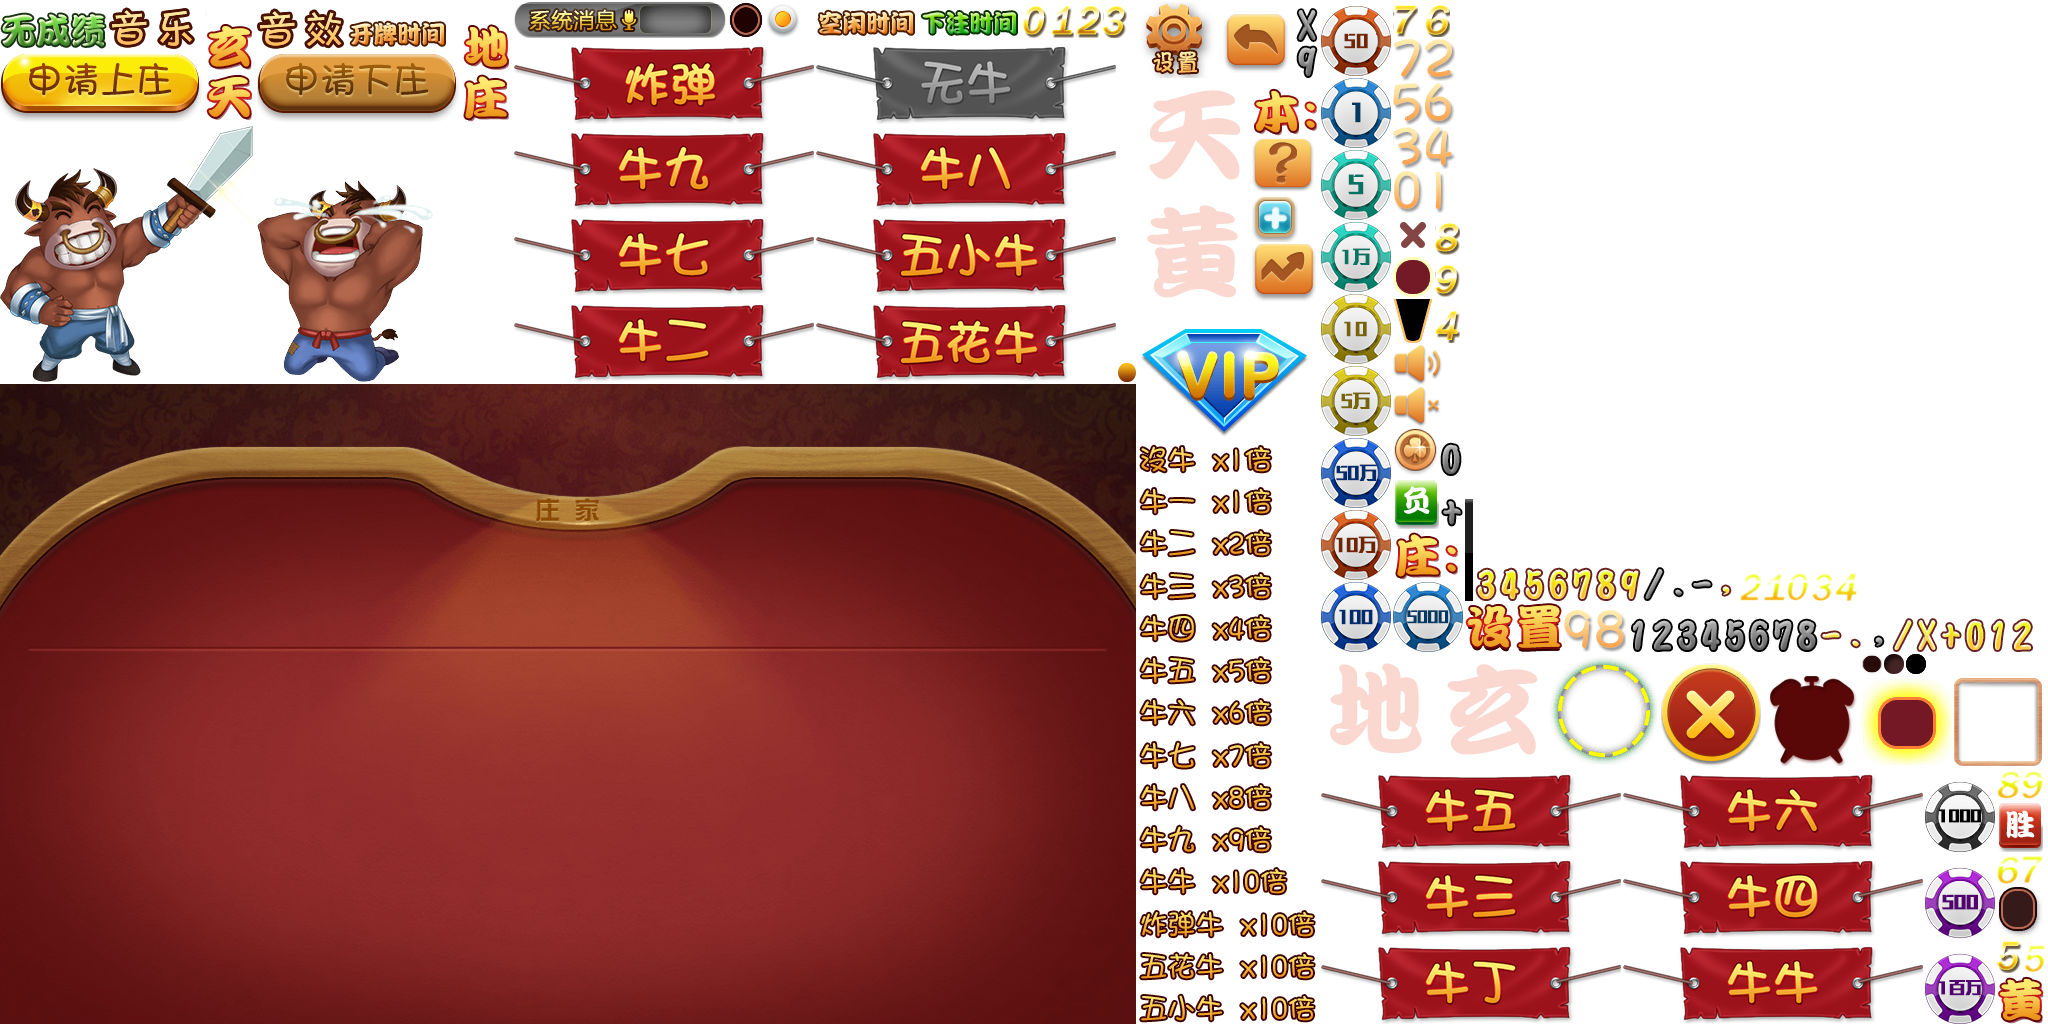 无成绩
音乐
玄
天
音效
开牌时间
地
庄
申请上庄
申请下庄
系统消息
空闲时间
下注时间
0123
炸弹
无牛
牛九
牛八
牛七
五小牛
牛二
五花牛
设置
X
9
天
黄
本:
?
VIP
庄 家
没牛 x1倍
牛一 x1倍
牛二 x2倍
牛三 x3倍
牛四 x4倍
牛五 x5倍
牛六 x6倍
牛七 x7倍
牛八 x8倍
牛九 x9倍
牛牛 x10倍
炸弹牛 x10倍
五花牛 x10倍
五小牛 x10倍
50
1
5
1万
10
5万
50万
10万
100
5000
76
72
56
34
01
8
9
4
0
负
+
庄:
3456789/.-,
21034
设置
98
12345678-.,/X+012
地
玄
牛五
牛六
牛三
牛四
牛丁
牛牛
1000
500
1百万
89
胜
67
55
黄